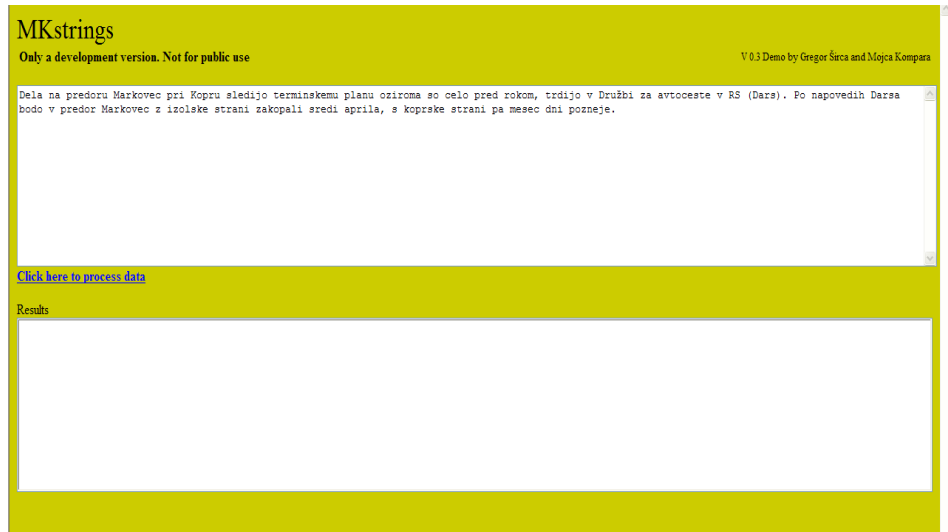 MKstrings
Only a development version. Not for public use
V 0.3 Demo by Gregor Širca and Mojca Kompara
Dela na predoru Markovec pri Kopru sledijo terminskemu planu oziroma so celo pred rokom, trdijo v Družbi za avtoceste v RS (Dars). Po napovedih Darsa
bodo v predor Markovec z izolske strani zakopali sredi aprila, s koprske strani pa mesec dni pozneje.
Click here to process data
Results